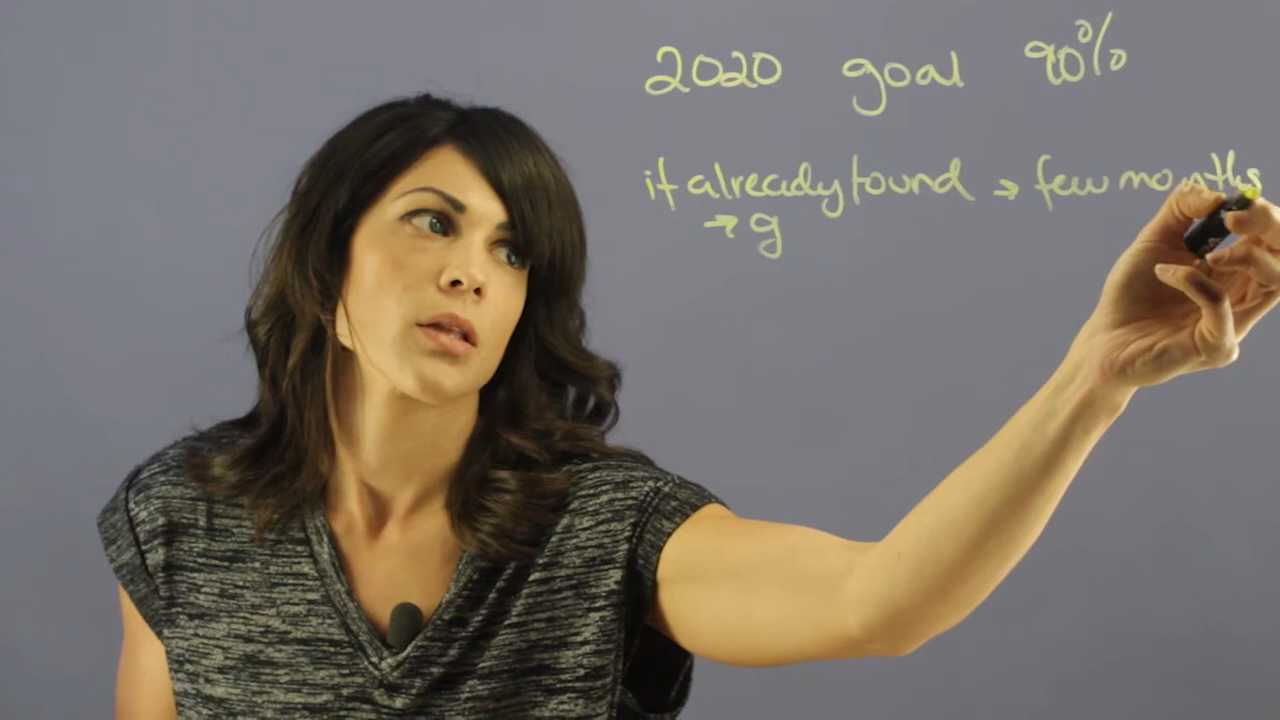 2020 goal 90%
if already found → few months
→ g